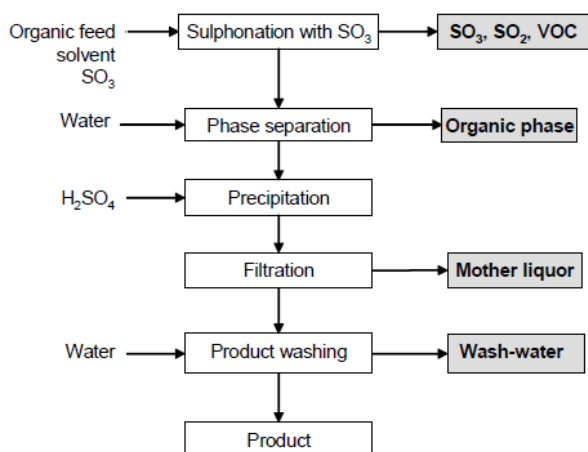 Organic feed
solvent
SO₃
Sulphonation with SO₃
SO₃, SO₂, VOC
Water
Phase separation
Organic phase
H₂SO₄
Precipitation
Filtration
Mother liquor
Water
Product washing
Wash-water
Product